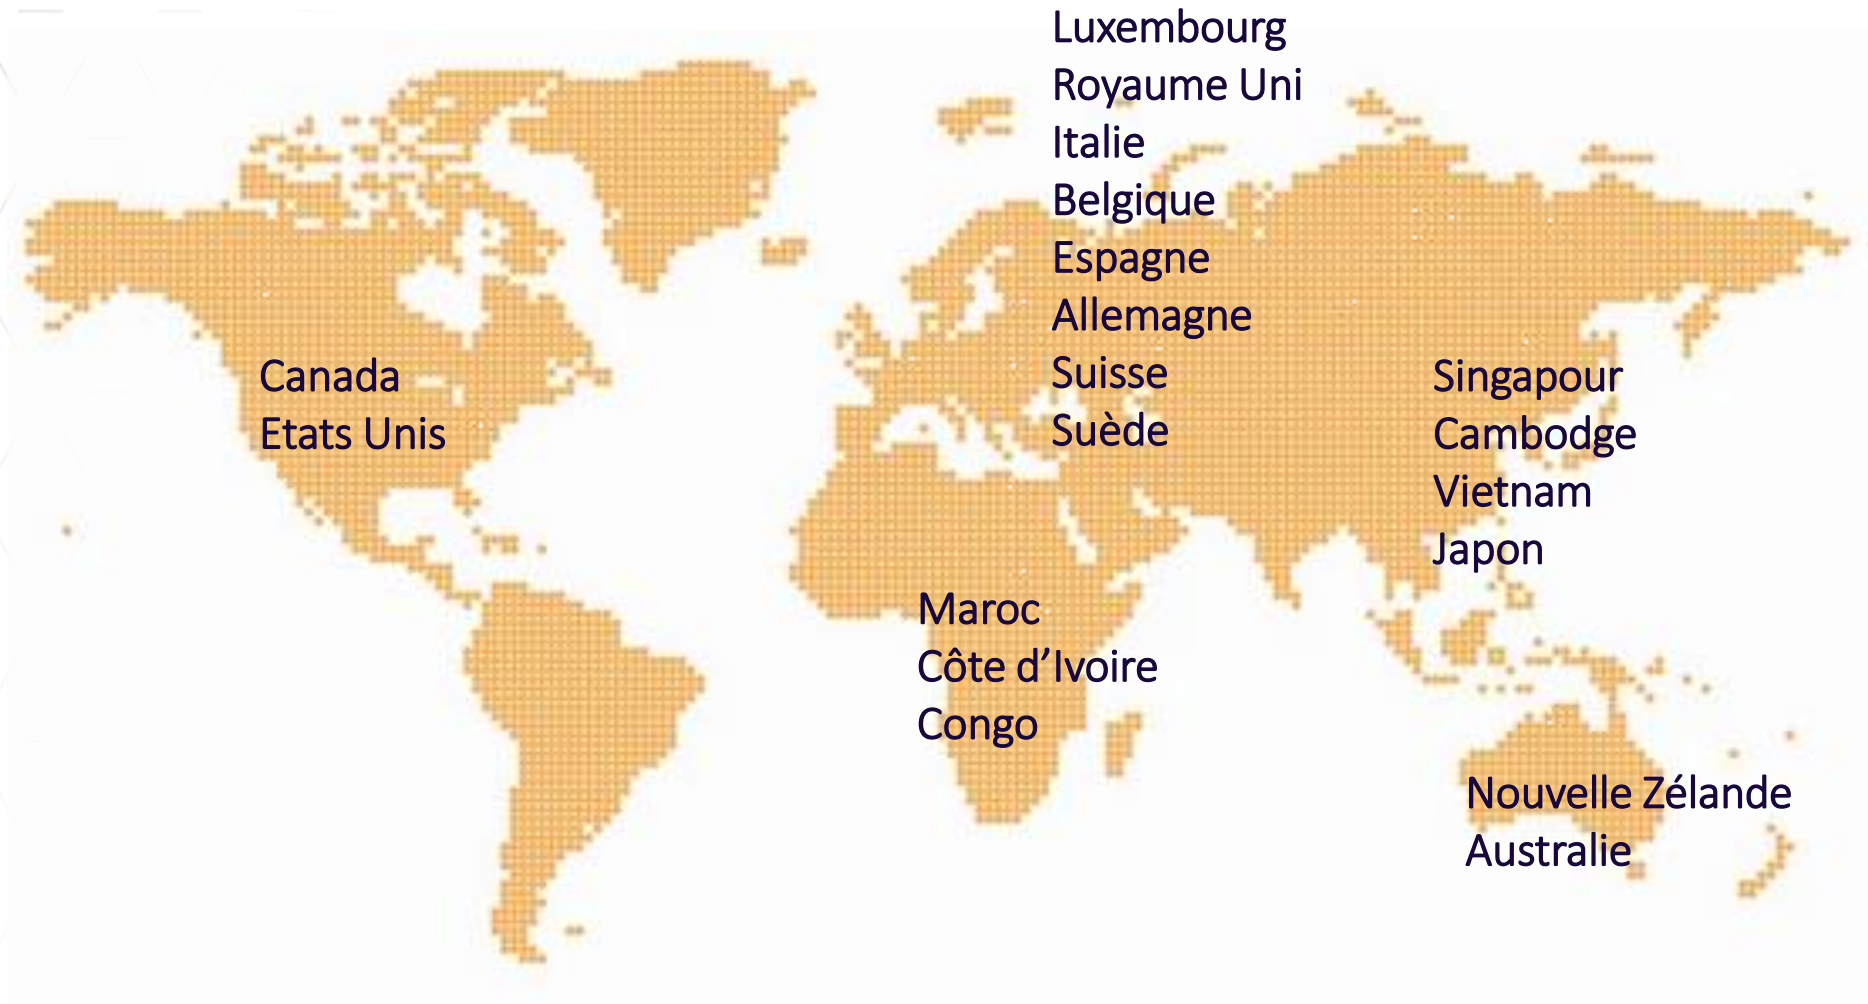 Luxembourg
Royaume Uni
Italie
Belgique
Espagne
Allemagne
Suisse
Suède
Canada
Etats Unis
Singapour
Cambodge
Vietnam
Japon
Maroc
Côte d’Ivoire
Congo
Nouvelle Zélande
Australie